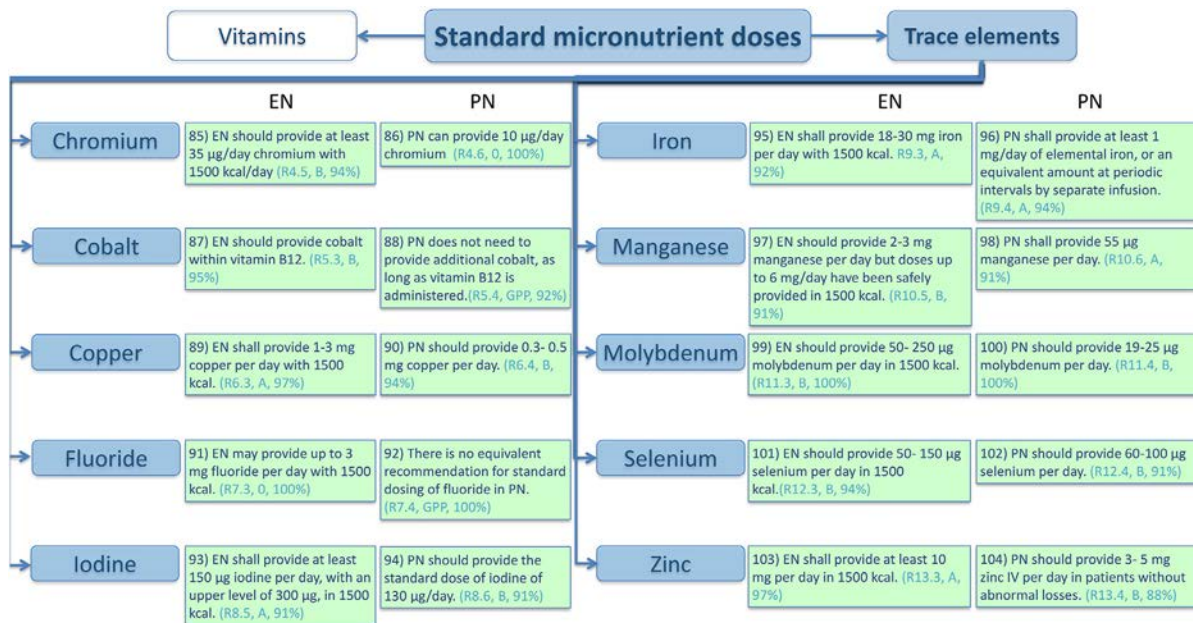 Vitamins
Standard micronutrient doses
Trace elements
EN
PN
Chromium
85) EN should provide at least
35 µg/day chromium with
1500 kcal/day (R4.5, B, 94%)
86) PN can provide 10 µg/day
chromium (R4.6, 0, 100%)
Cobalt
87) EN should provide cobalt
within vitamin B12. (R5.3, B,
95%)
88) PN does not need to
provide additional cobalt, as
long as vitamin B12 is
administered.(R5.4, GPP, 92%)
Copper
89) EN shall provide 1-3 mg
copper per day with 1500
kcal. (R6.3, A, 97%)
90) PN should provide 0.3- 0.5
mg copper per day. (R6.4, B,
94%)
Fluoride
91) EN may provide up to 3
mg fluoride per day with 1500
kcal. (R7.3, 0, 100%)
92) There is no equivalent
recommendation for standard
dosing of fluoride in PN.
(R7.4, GPP, 100%)
Iodine
93) EN shall provide at least
150 µg iodine per day, with an
upper level of 300 µg, in 1500
kcal. (R8.5, A, 91%)
94) PN should provide the
standard dose of iodine of
130 µg/day. (R8.6, B, 91%)
EN
PN
Iron
95) EN shall provide 18-30 mg iron
per day with 1500 kcal. R9.3, A,
92%)
96) PN shall provide at least 1
mg/day of elemental iron, or an
equivalent amount at periodic
intervals by separate infusion.
(R9.4, A, 94%)
Manganese
97) EN should provide 2-3 mg
manganese per day but doses up
to 6 mg/day have been safely
provided in 1500 kcal. (R10.5, B,
91%)
98) PN shall provide 55 µg
manganese per day. (R10.6, A,
91%)
Molybdenum
99) EN should provide 50- 250 µg
molybdenum per day in 1500 kcal.
(R11.3, B, 100%)
100) PN should provide 19-25 µg
molybdenum per day. (R11.4, B,
100%)
Selenium
101) EN should provide 50- 150 µg
selenium per day in 1500
kcal.(R12.3, B, 94%)
102) PN should provide 60-100 µg
selenium per day. (R12.4, B, 91%)
Zinc
103) EN shall provide at least 10
mg per day in 1500 kcal. (R13.3, A,
97%)
104) PN should provide 3- 5 mg
zinc IV per day in patients without
abnormal losses. (R13.4, B, 88%)